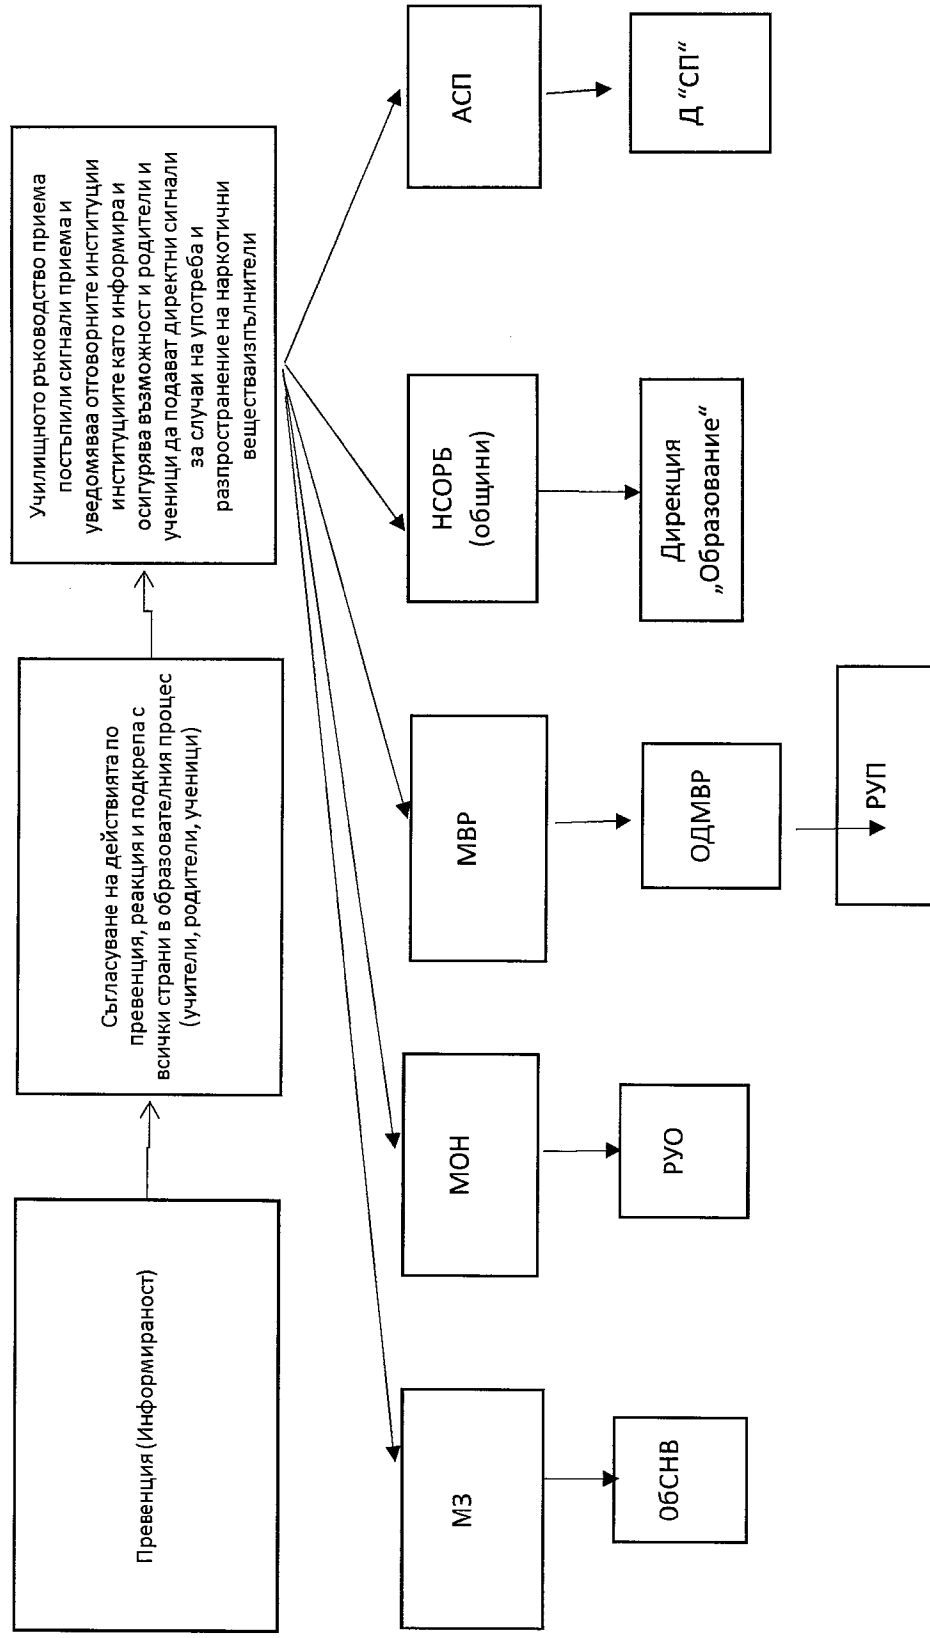 Превенция (Информираност)
Съгласуване на действията по
превенция, реакция и подкрепа с
всички страни в образователния процес
(учители, родители, ученици)
Училищното ръководство приема
постъпили сигнали приема и
уведомяваа отговорните институции
институциите като информира и
осигурява възможност и родители и
ученици да подават директни сигнали
за случаи на употреба и
разпространение на наркотични
веществаизпълнители
МЗ
МОН
МВР
НСОРБ
(общини)
АСП
ОбСНВ
РУО
ОДМВР
Дирекция
„Образование“
Д “СП“
РУП